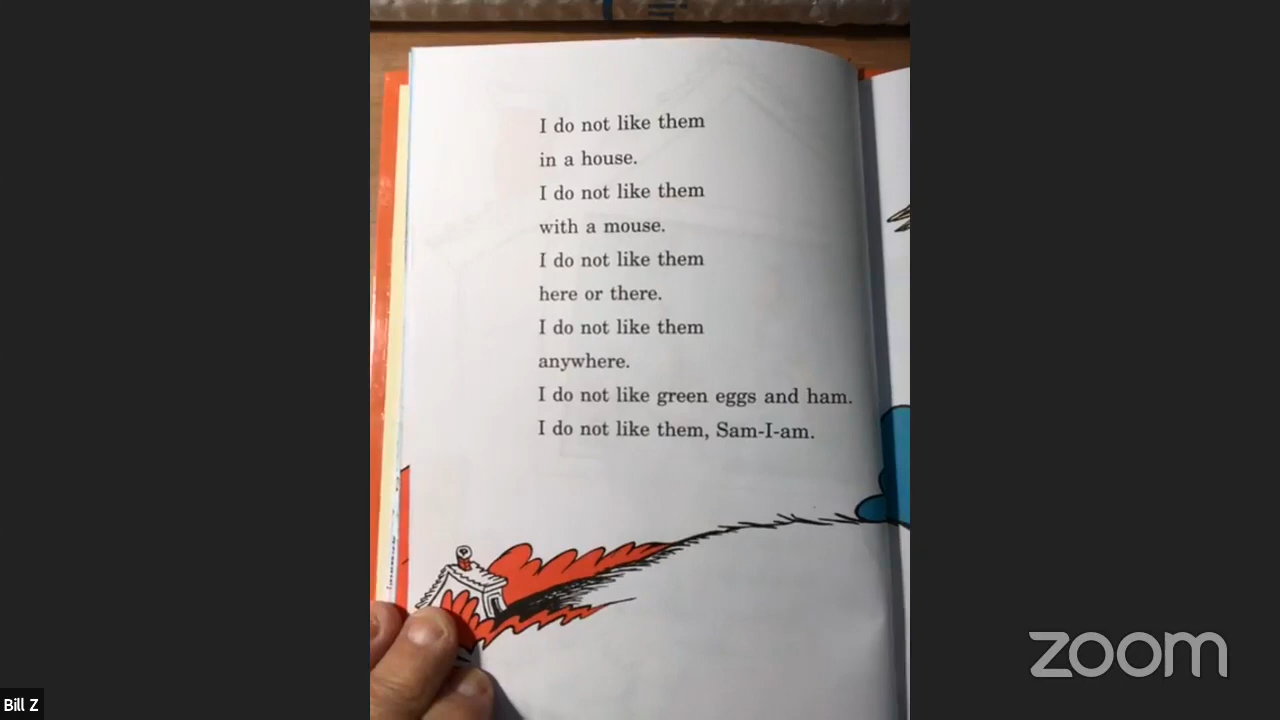 I do not like them
in a house.
I do not like them
with a mouse.
I do not like them
here or there.
I do not like them
anywhere.
I do not like green eggs and ham.
I do not like them, Sam-I-am.
zoom
Bill Z